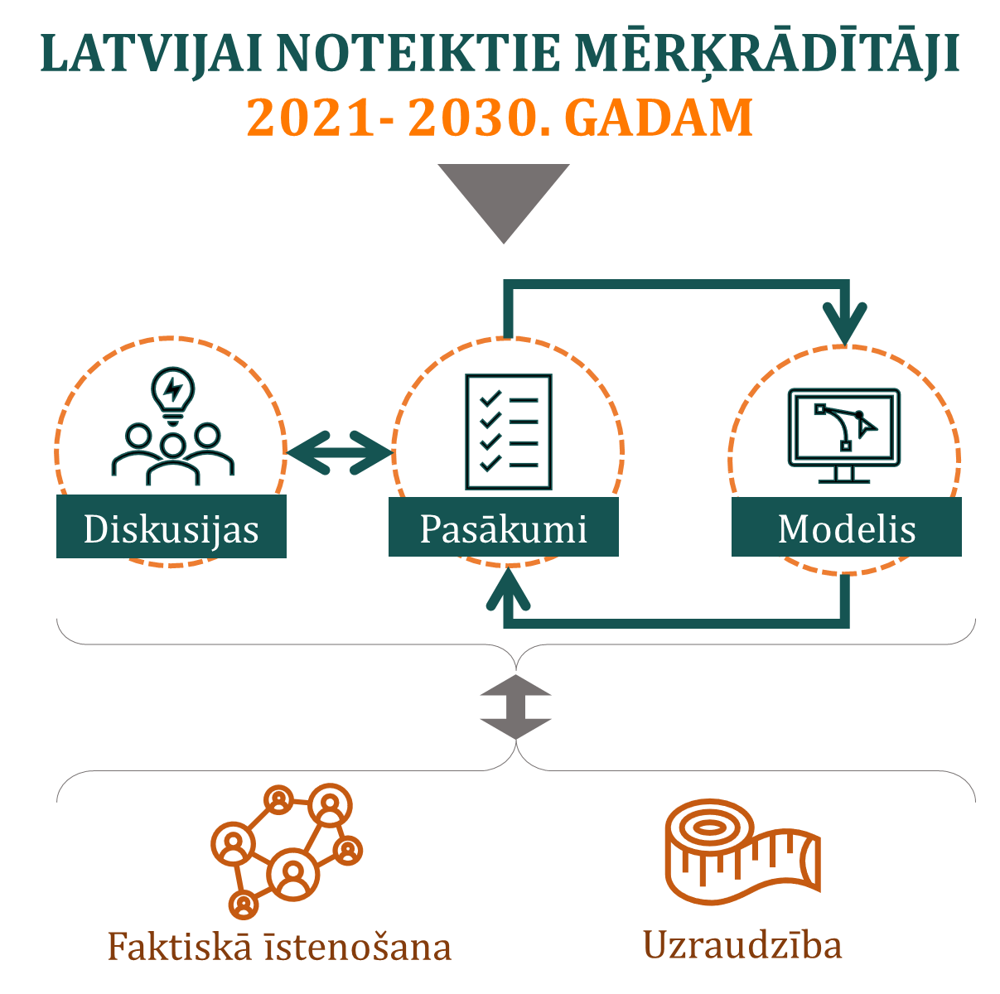 LATVIJAI NOTEIKTIE MĒRĶRĀDĪTĀJI
2021- 2030. GADAM
Diskusijas
Pasākumi
Modelis
Faktiskā īstenošana
Uzraudzība